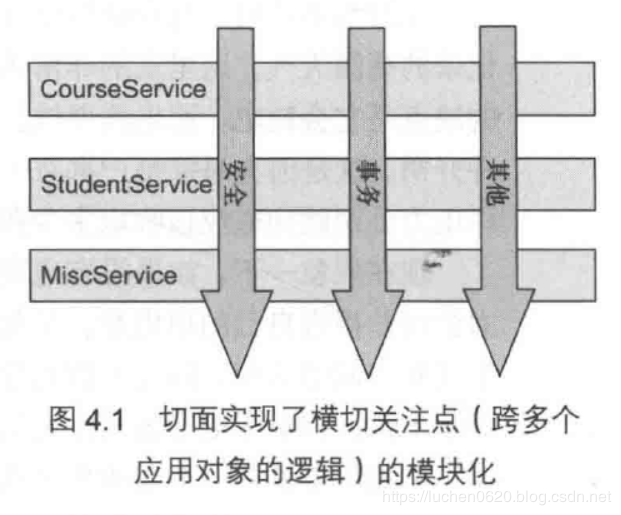 CourseService
StudentService
MiscService
安全
事务
其他
图 4.1 切面实现了横切关注点（跨多个
应用对象的逻辑）的模块化
https://luchen0620.blog.csdn.net